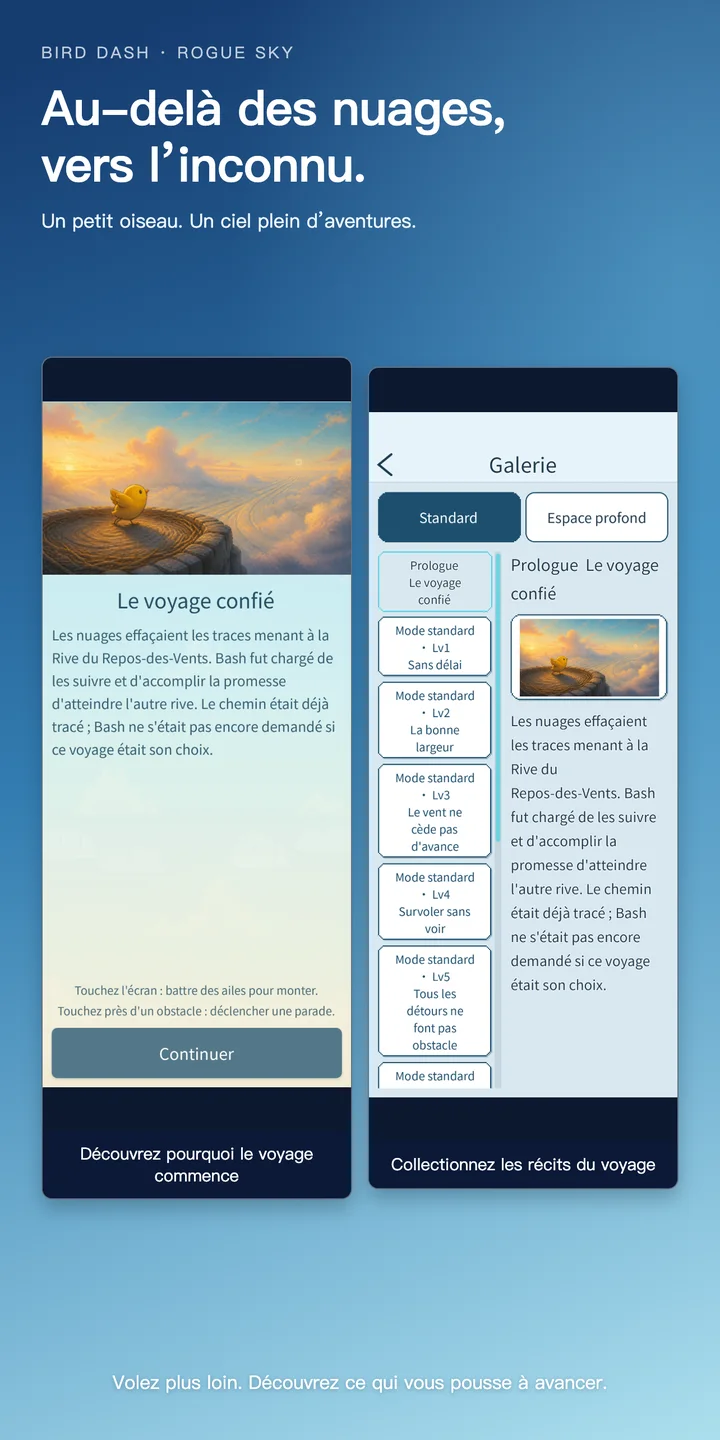 BIRD DASH · ROGUE SKY
Au-delà des nuages,
vers l'inconnu.
Un petit oiseau. Un ciel plein d'aventures.
Le voyage confié
Les nuages effaçaient les traces menant à la
Rive du Repos-des-Vents. Bash fut chargé de
les suivre et d'accomplir la promesse
d'atteindre l'autre rive. Le chemin était déjà
tracé ; Bash ne s'était pas encore demandé si
ce voyage était son choix.
Touchez l'écran : battre des ailes pour monter.
Touchez près d'un obstacle : déclencher une parade.
Continuer
Découvrez pourquoi le voyage
commence
Galerie
Standard
Espace profond
Prologue
Le voyage
confié
Mode standard
· Lv1
Sans délai
Mode standard
· Lv2
La bonne
largeur
Mode standard
· Lv3
Le vent ne
cède pas
d'avance
Mode standard
· Lv4
Survoler sans
voir
Mode standard
· Lv5
Tous les
détours ne
font pas
obstacle
Mode standard
Prologue Le voyage
confié
Les nuages effaçaient
les traces menant à la
Rive du
Repos-des-Vents. Bash
fut chargé de les suivre
et d'accomplir la
promesse d'atteindre
l'autre rive. Le chemin
était déjà tracé ; Bash
ne s'était pas encore
demandé si ce voyage
était son choix.
Collectionnez les récits du voyage
Volez plus loin. Découvrez ce qui vous pousse à avancer.